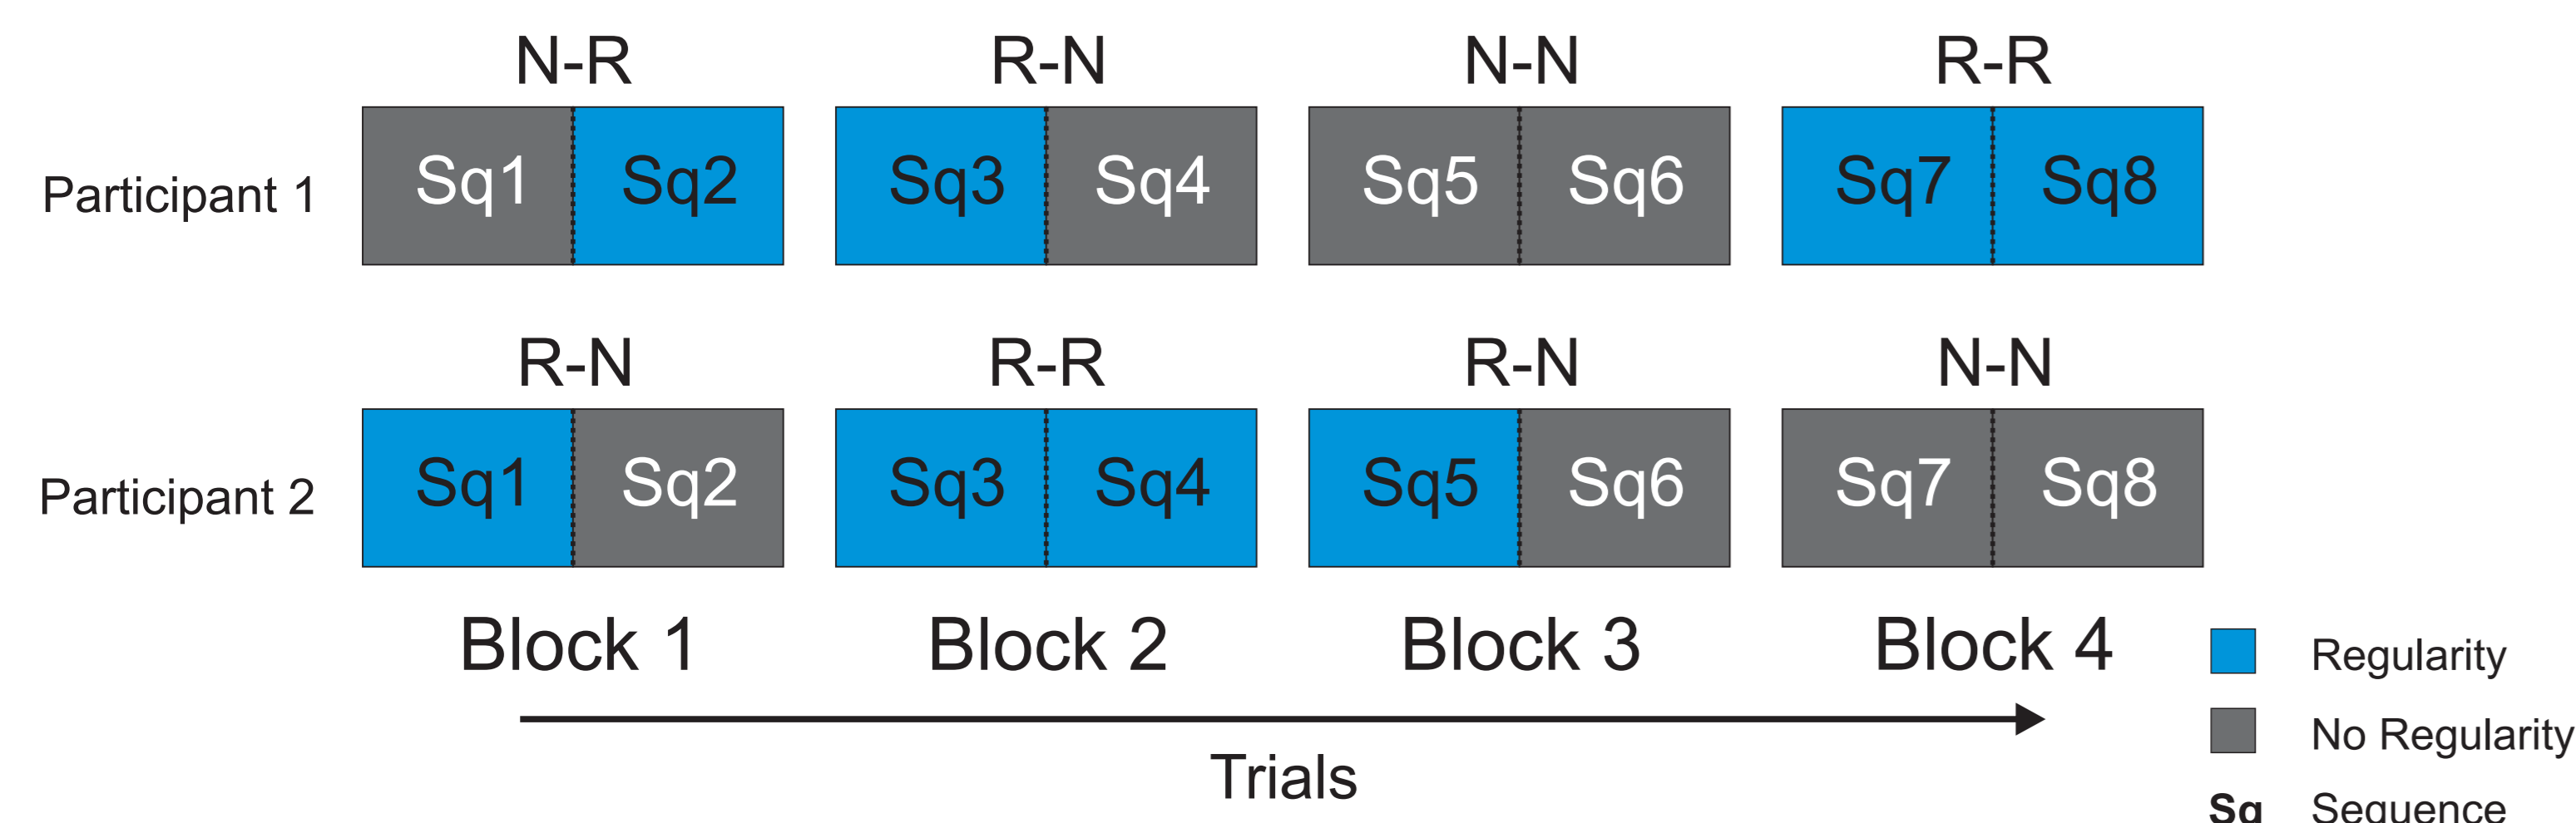 N-R R-N N-N R-R
Participant 1 Sq1 Sq2 Sq3 Sq4 Sq5 Sq6 Sq7 Sq8
R-N R-R R-N N-N
Participant 2 Sq1 Sq2 Sq3 Sq4 Sq5 Sq6 Sq7 Sq8
Block 1 Block 2 Block 3 Block 4
Regularity
No Regularity
Trials
Sq Sequence